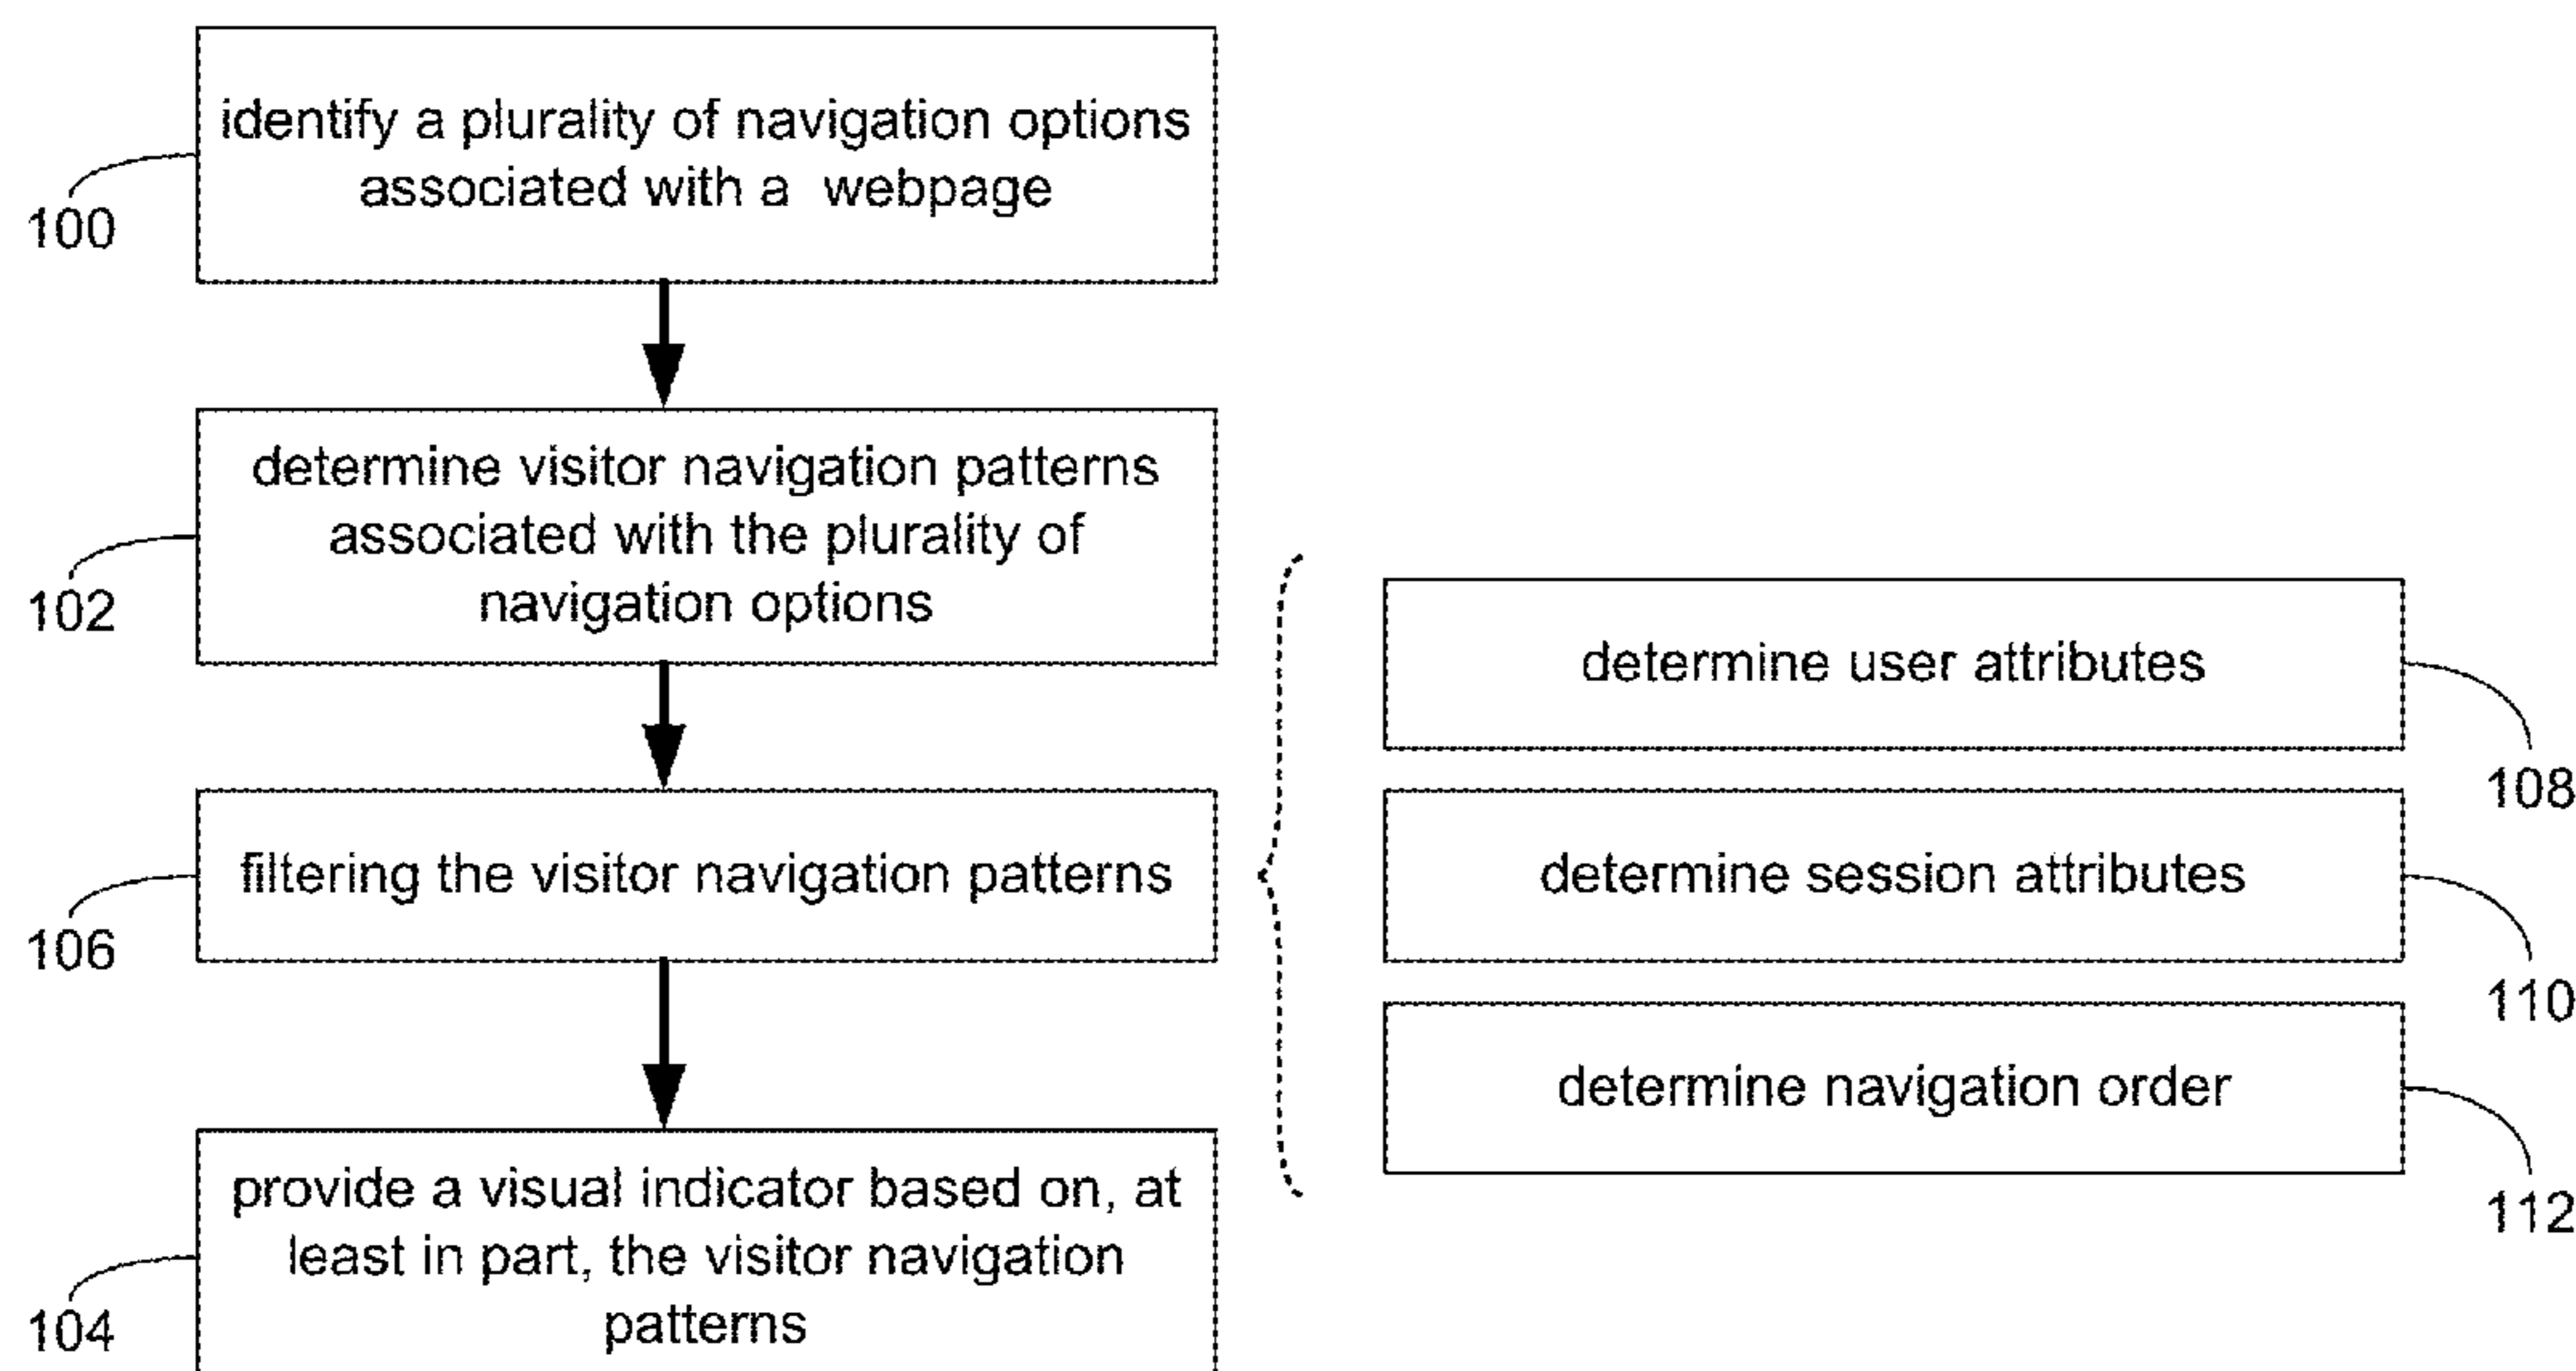 identify a plurality of navigation options
associated with a webpage
100
determine visitor navigation patterns
associated with the plurality of
navigation options
102
filtering the visitor navigation patterns
106
provide a visual indicator based on, at
least in part, the visitor navigation
patterns
104
determine user attributes
108
determine session attributes
110
determine navigation order
112